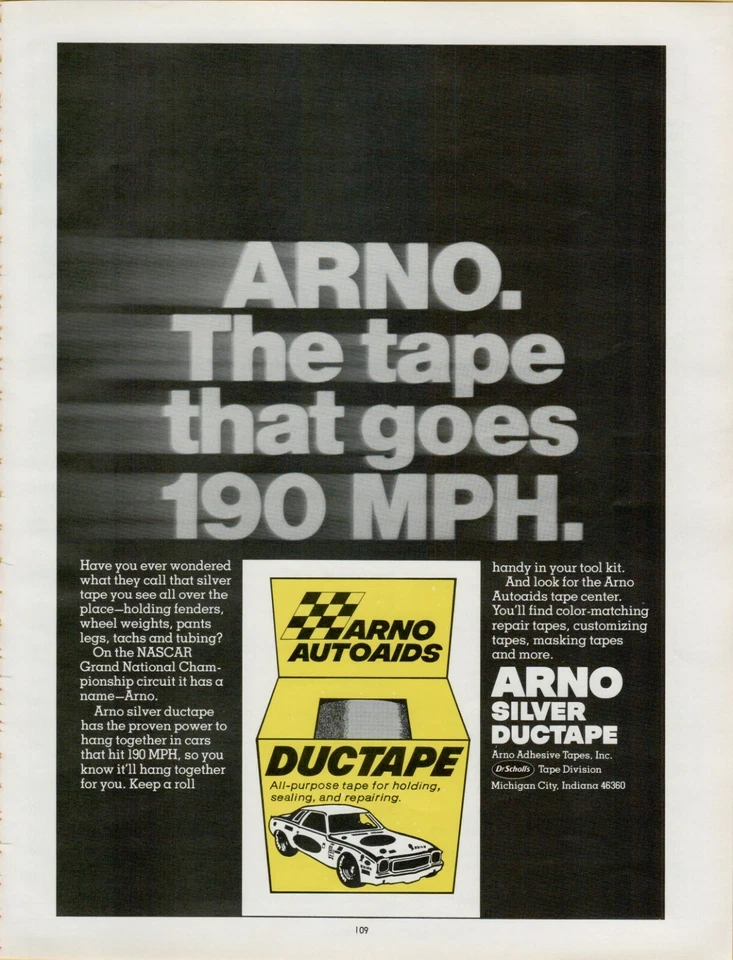 ARNO.
The tape
that goes
190 MPH.
Have you ever wondered
what they call that silver
tape you see all over the
place—holding fenders,
wheel weights, pants
legs, tachs and tubing?
On the NASCAR
Grand National Cham-
pionship circuit it has a
name—Arno.
Arno silver ductape
has the proven power to
hang together in cars
that hit 190 MPH, so you
know it'll hang together
for you. Keep a roll
handy in your tool kit.
And look for the Arno
Autoaids tape center.
You'll find color-matching
repair tapes, customizing
tapes, masking tapes
and more.
ARNO
AUTOAIDS
DUCTAPE
All-purpose tape for holding,
sealing, and repairing.
ARNO
SILVER
DUCTAPE
Arno Adhesive Tapes, Inc.
Dr Scholl's Tape Division
Michigan City, Indiana 46360
109